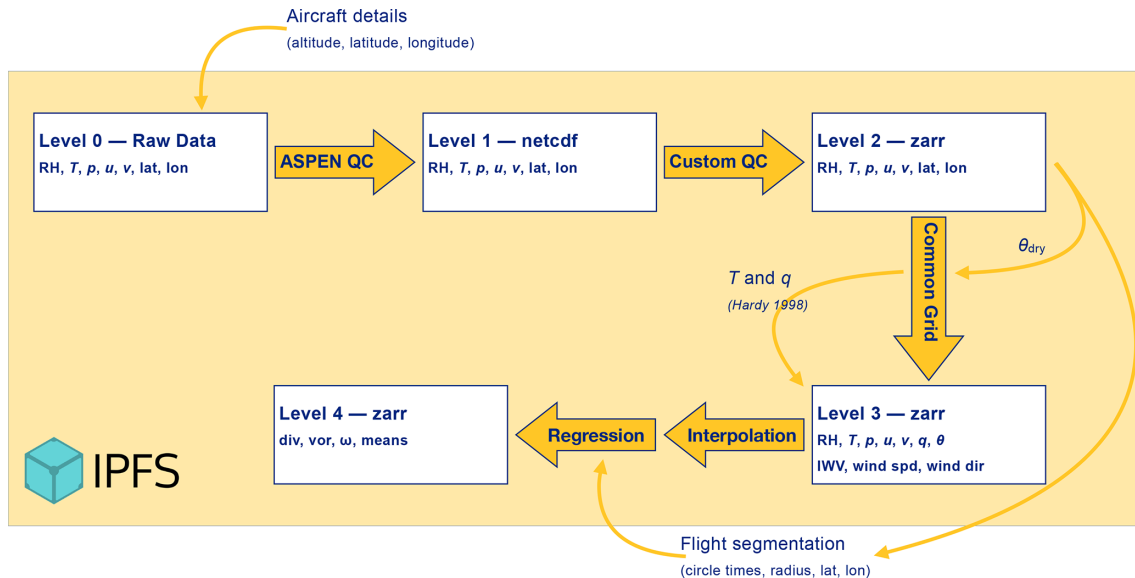 Aircraft details
(altitude, latitude, longitude)
Level 0 — Raw Data
RH, T, p, u, v, lat, lon
ASPEN QC
Level 1 — netcdf
RH, T, p, u, v, lat, lon
Custom QC
Level 2 — zarr
RH, T, p, u, v, lat, lon
Common Grid
θdry
T and q
(Hardy 1998)
Level 3 — zarr
RH, T, p, u, v, q, θ
IWV, wind spd, wind dir
Interpolation
Regression
Level 4 — zarr
div, vor, ω, means
IPFS
Flight segmentation
(circle times, radius, lat, lon)